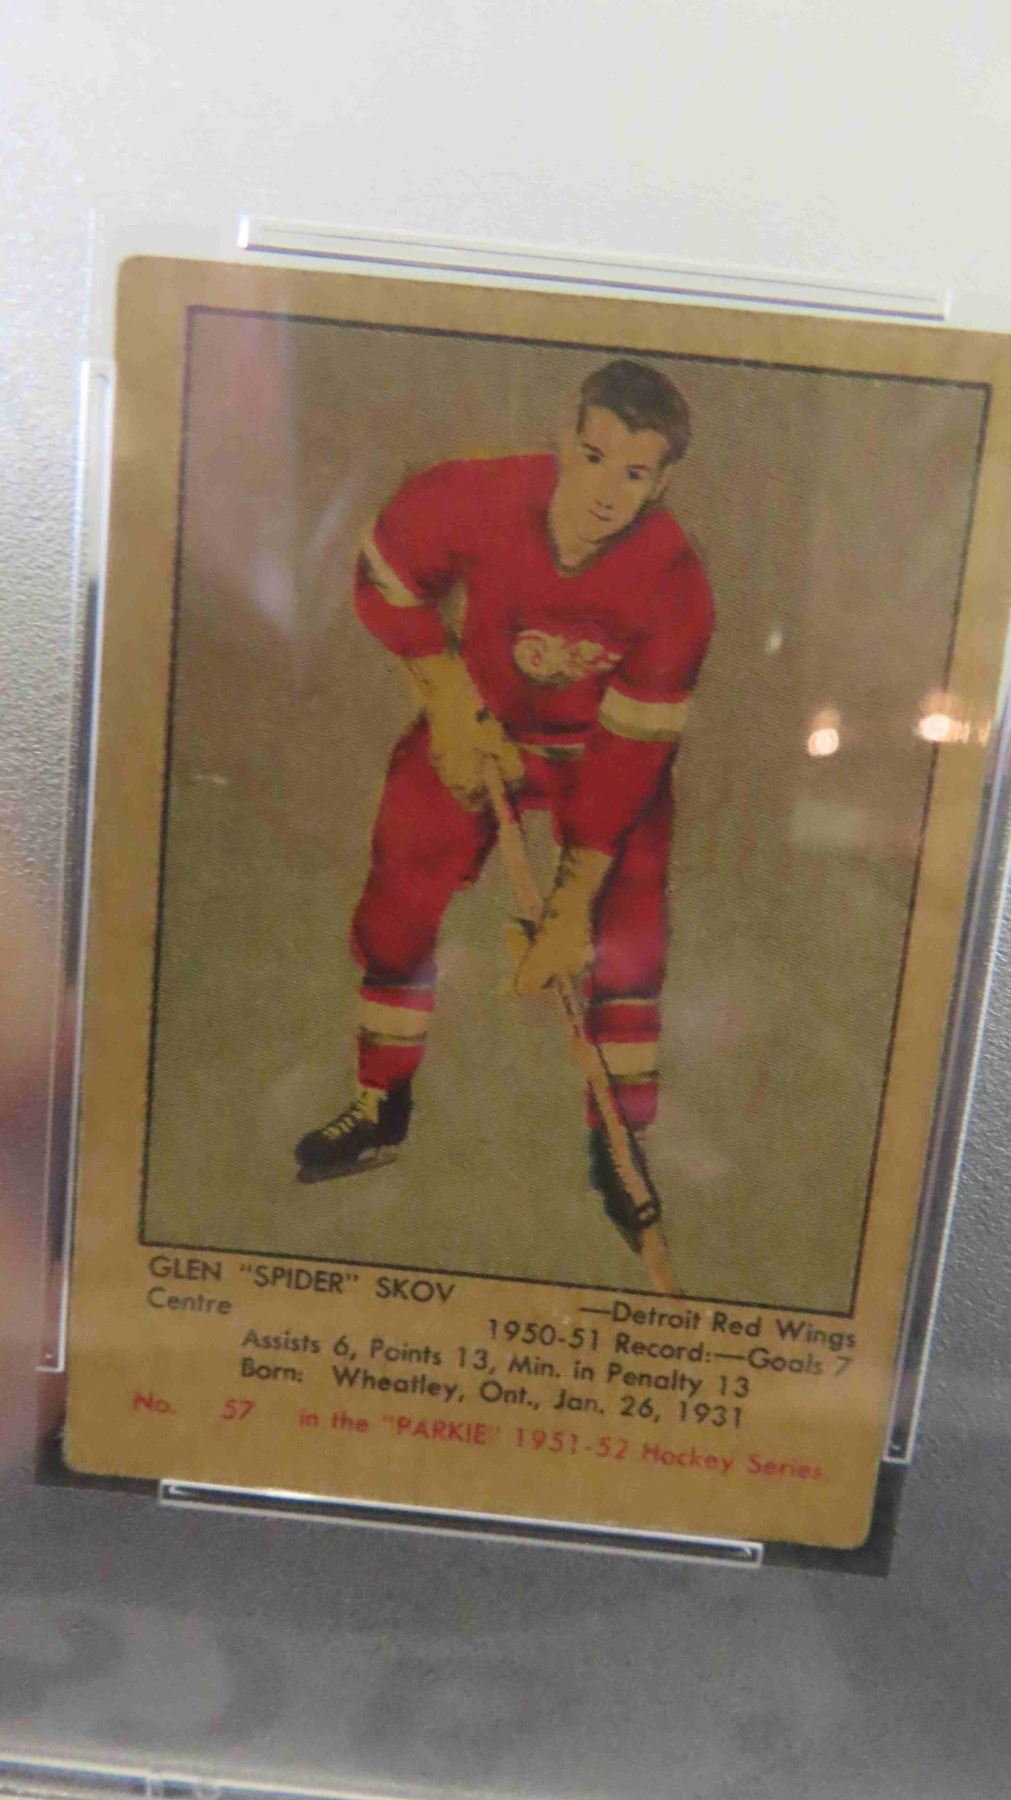 GLEN "SPIDER" SKOV —Detroit Red Wings
Centre 1950-51 Record:—Goals 7
Assists 6, Points 13, Min. in Penalty 13
Born: Wheatley, Ont., Jan. 26, 1931
No. 57 in the "PARKIE" 1951-52 Hockey Series